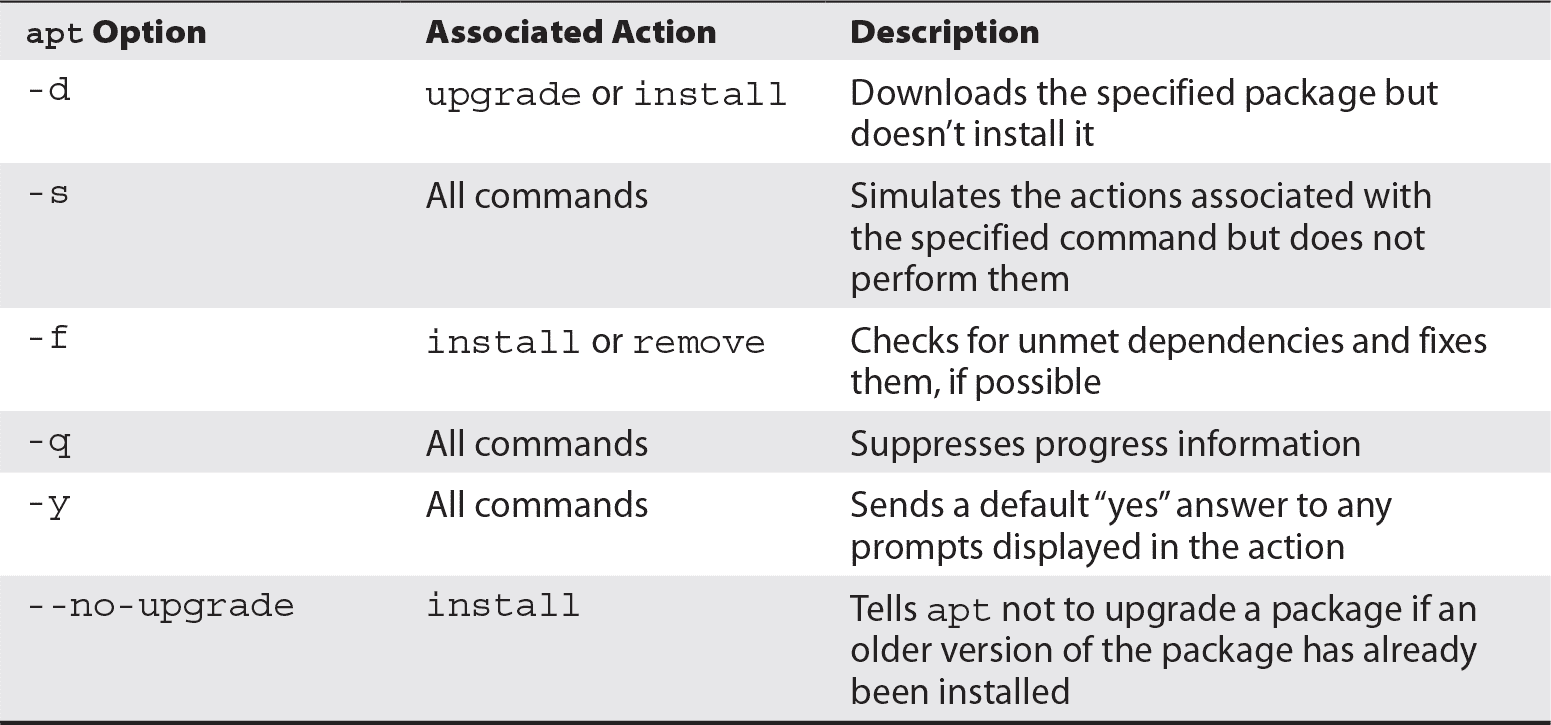 apt Option Associated Action Description
-d upgrade or install Downloads the specified package but
doesn’t install it
-s All commands Simulates the actions associated with
the specified command but does not
perform them
-f install or remove Checks for unmet dependencies and fixes
them, if possible
-q All commands Suppresses progress information
-y All commands Sends a default “yes” answer to any
prompts displayed in the action
--no-upgrade install Tells apt not to upgrade a package if an
older version of the package has already
been installed